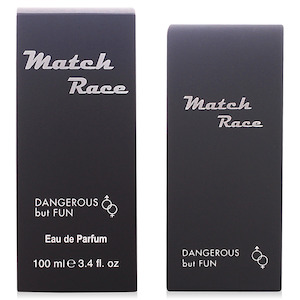 Match
Race
DANGEROUS
but FUN
Eau de Parfum
100 ml ℮ 3.4 fl. oz
Match
Race
DANGEROUS
but FUN